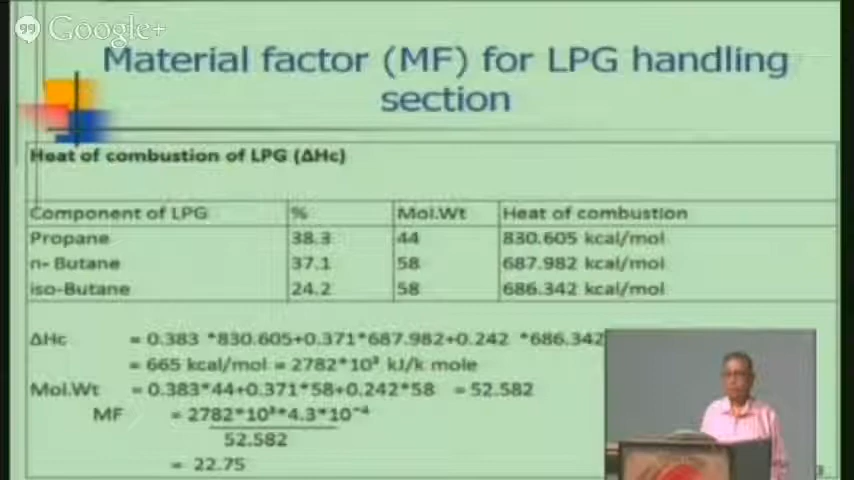 Google+
Material factor (MF) for LPG handling
section
Heat of combustion of LPG (ΔHc)
Component of LPG % Mol.Wt Heat of combustion
Propane 38.3 44 830.605 kcal/mol
n- Butane 37.1 58 687.982 kcal/mol
iso-Butane 24.2 58 686.342 kcal/mol
ΔHc = 0.383 *830.605+0.371*687.982+0.242 *686.342
= 665 kcal/mol = 2782*10³ kJ/k mole
Mol.Wt = 0.383*44+0.371*58+0.242*58 = 52.582
MF = 2782*10³*4.3*10⁻⁴
52.582
= 22.75